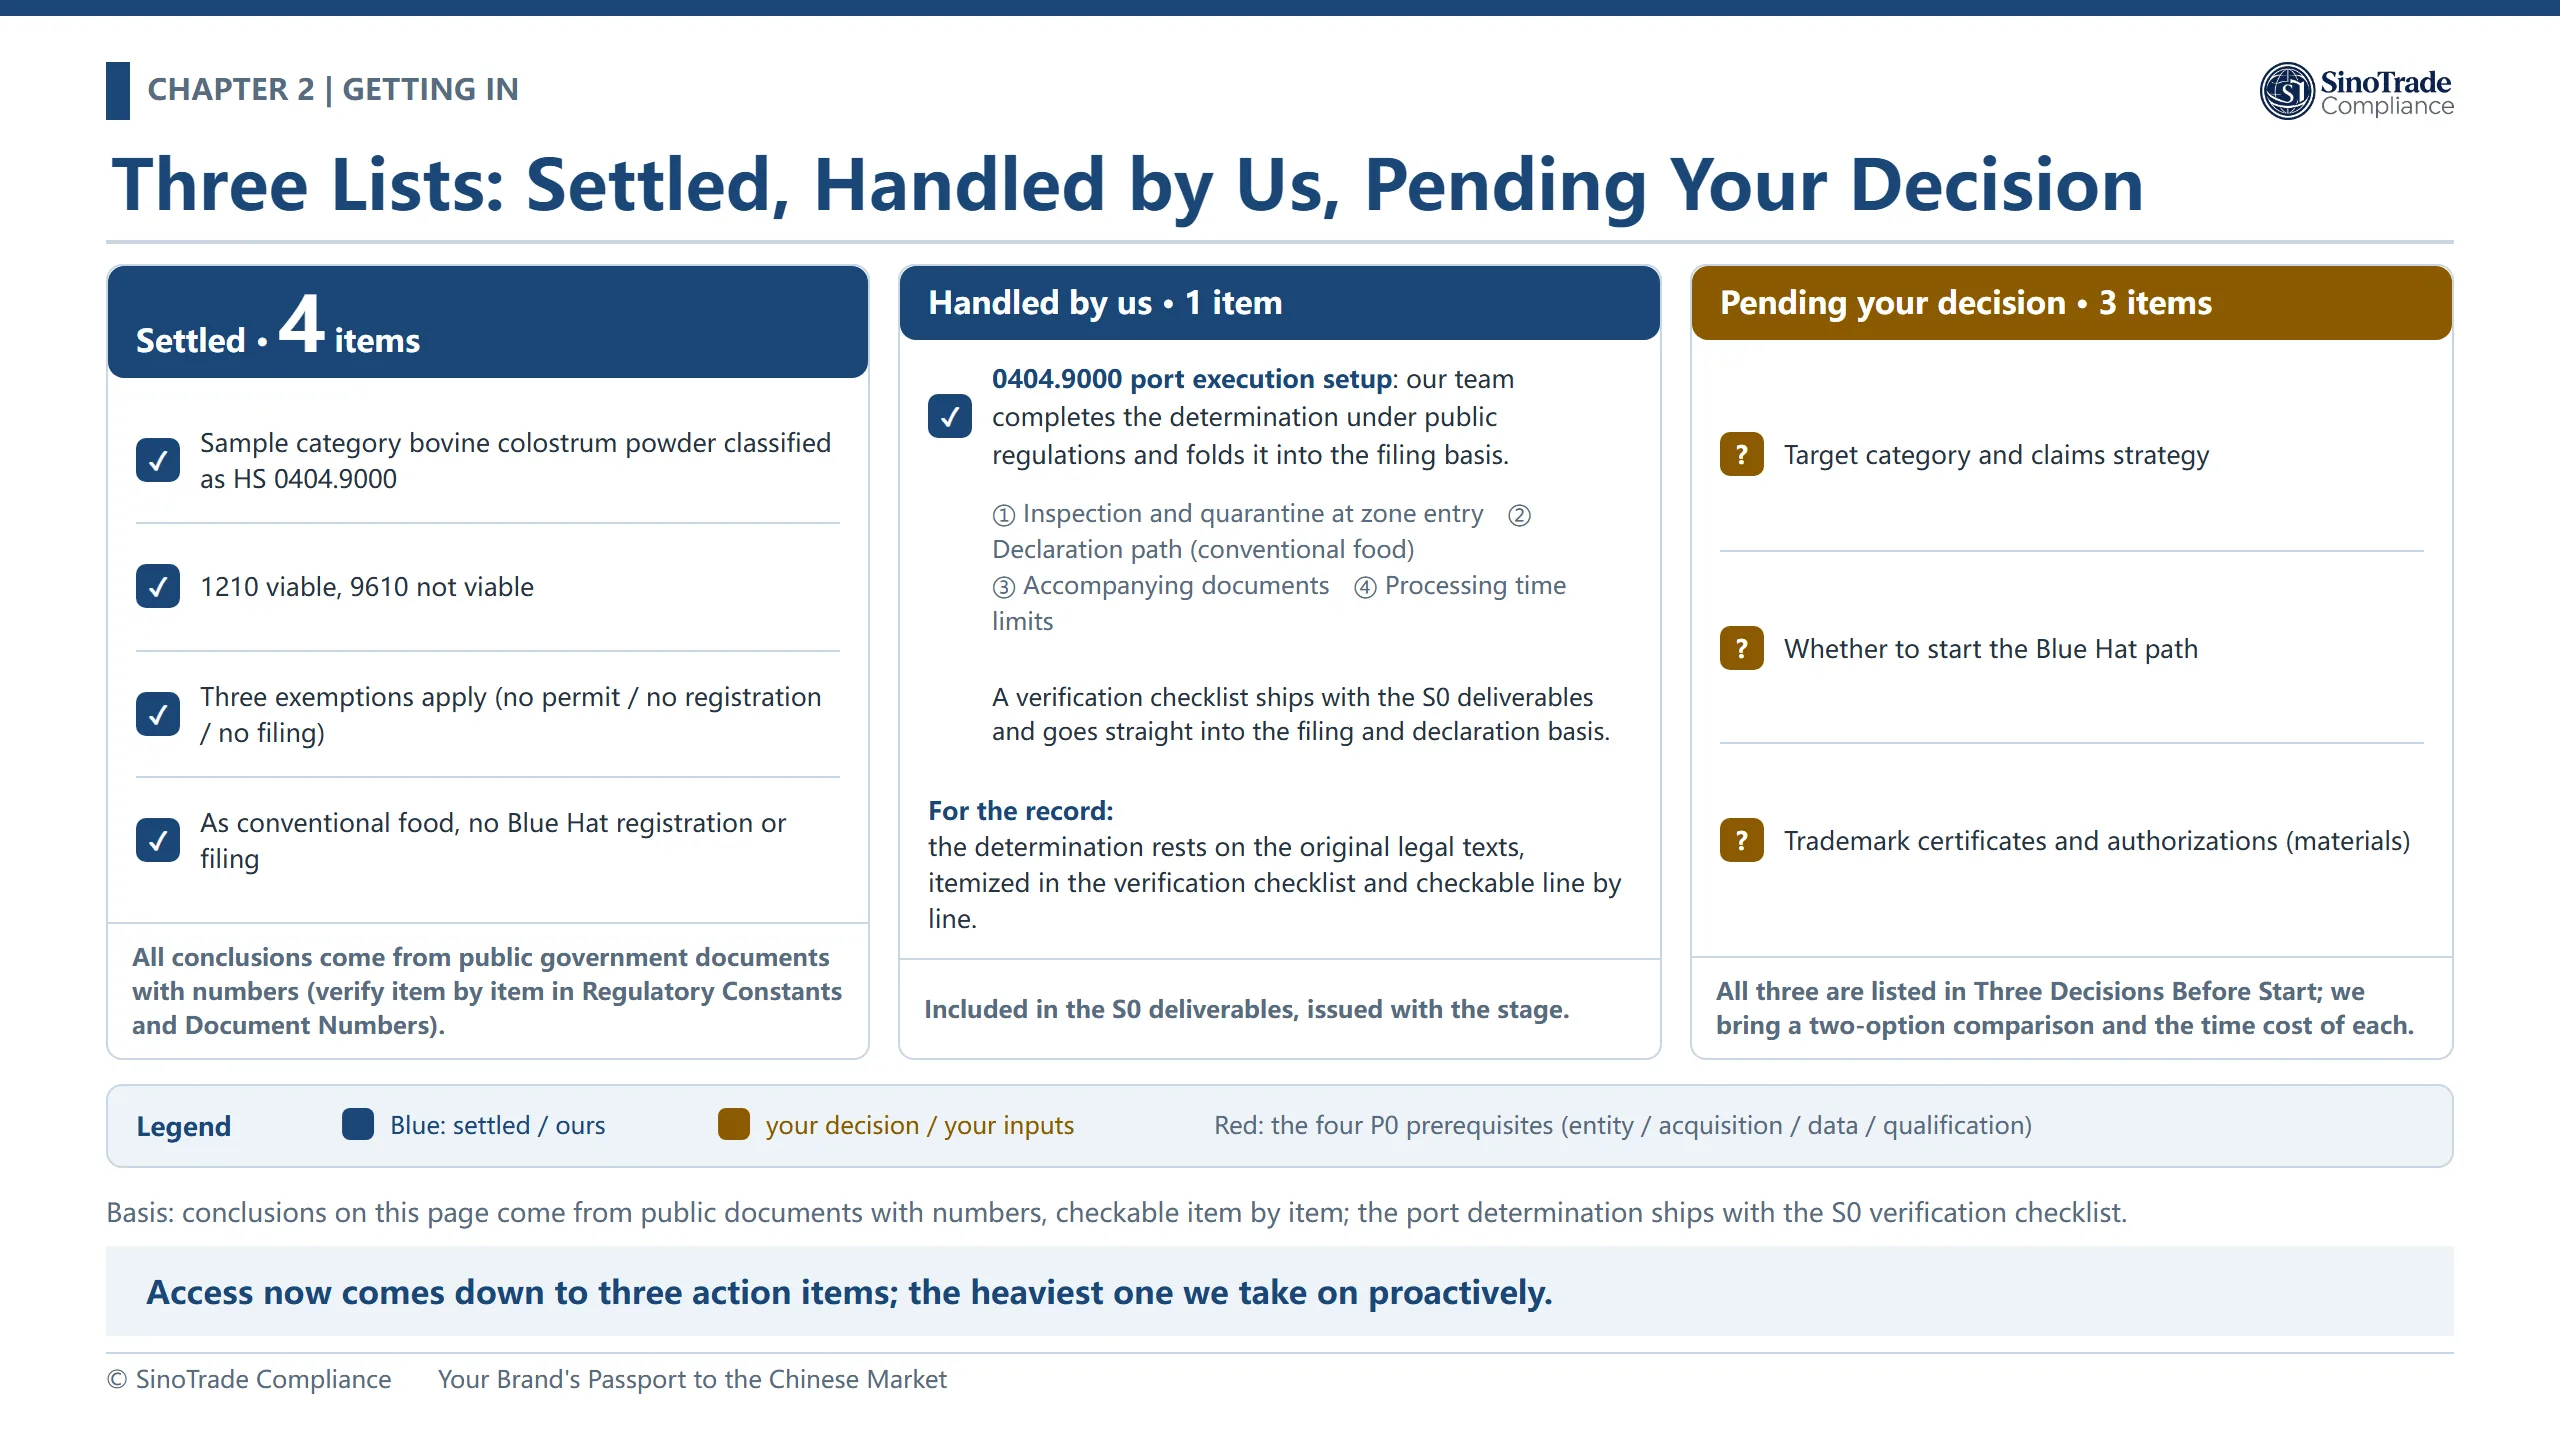 CHAPTER 2 | GETTING IN
SinoTrade
Compliance
Three Lists: Settled, Handled by Us, Pending Your Decision
Settled • 4 items
✓ Sample category bovine colostrum powder classified
as HS 0404.9000
✓ 1210 viable, 9610 not viable
✓ Three exemptions apply (no permit / no registration
/ no filing)
✓ As conventional food, no Blue Hat registration or
filing
All conclusions come from public government documents
with numbers (verify item by item in Regulatory Constants
and Document Numbers).
Handled by us • 1 item
✓ 0404.9000 port execution setup: our team
completes the determination under public
regulations and folds it into the filing basis.
① Inspection and quarantine at zone entry ②
Declaration path (conventional food)
③ Accompanying documents ④ Processing time
limits
A verification checklist ships with the S0 deliverables
and goes straight into the filing and declaration basis.
For the record:
the determination rests on the original legal texts,
itemized in the verification checklist and checkable line by
line.
Included in the S0 deliverables, issued with the stage.
Pending your decision • 3 items
? Target category and claims strategy
? Whether to start the Blue Hat path
? Trademark certificates and authorizations (materials)
All three are listed in Three Decisions Before Start; we
bring a two-option comparison and the time cost of each.
Legend Blue: settled / ours your decision / your inputs Red: the four P0 prerequisites (entity / acquisition / data / qualification)
Basis: conclusions on this page come from public documents with numbers, checkable item by item; the port determination ships with the S0 verification checklist.
Access now comes down to three action items; the heaviest one we take on proactively.
© SinoTrade Compliance Your Brand's Passport to the Chinese Market